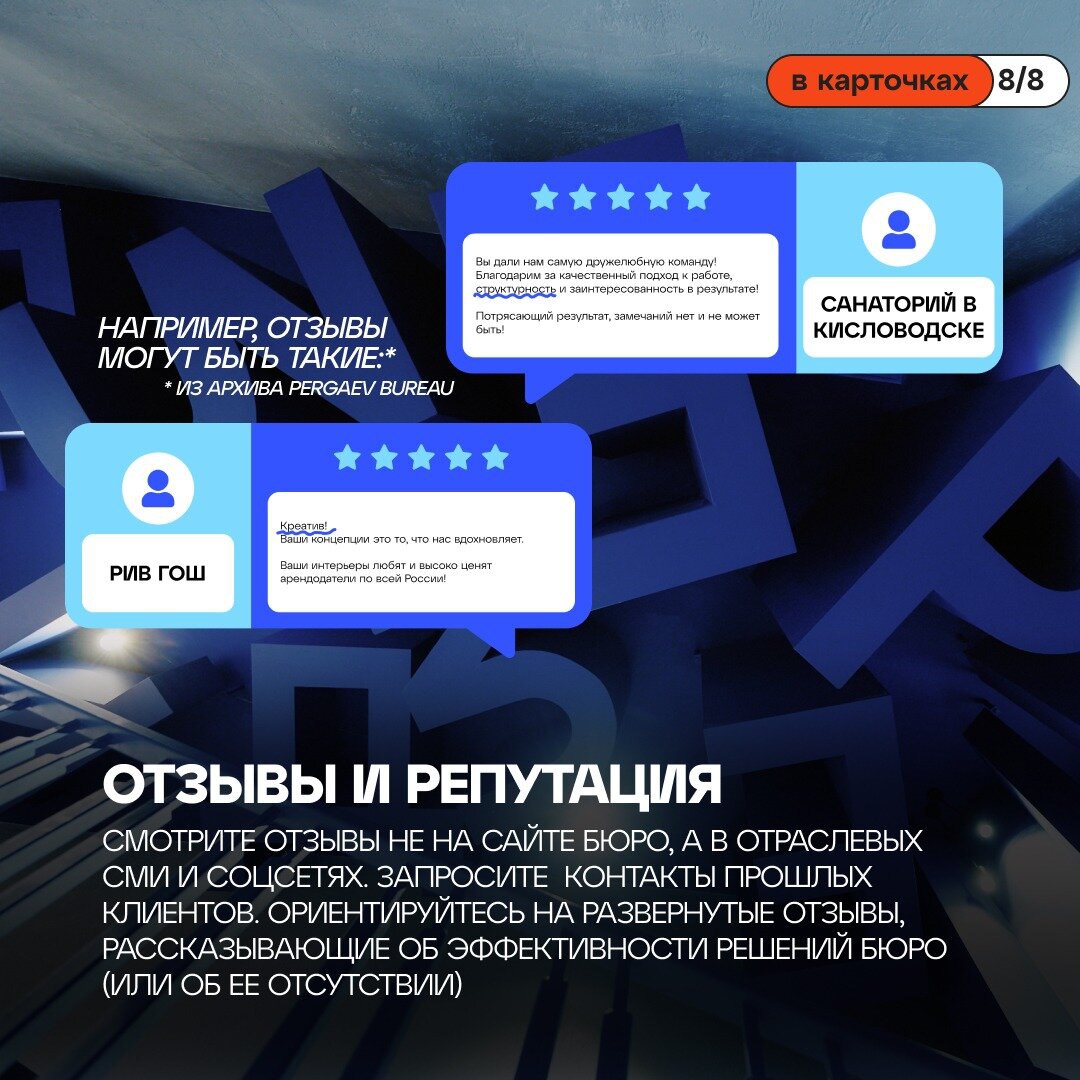 в карточках 8/8
Вы дали нам самую дружелюбную команду!
Благодарим за качественный подход к работе,
структурность и заинтересованность в результате!
Потрясающий результат, замечаний нет и не может
быть!
САНАТОРИЙ В
КИСЛОВОДСКЕ
НАПРИМЕР, ОТЗЫВЫ
МОГУТ БЫТЬ ТАКИЕ:*
* ИЗ АРХИВА PERGAEV BUREAU
РИВ ГОШ
Креатив!
Ваши концепции это то, что нас вдохновляет.
Ваши интерьеры любят и высоко ценят
арендодатели по всей России!
ОТЗЫВЫ И РЕПУТАЦИЯ
СМОТРИТЕ ОТЗЫВЫ НЕ НА САЙТЕ БЮРО, А В ОТРАСЛЕВЫХ
СМИ И СОЦСЕТЯХ. ЗАПРОСИТЕ КОНТАКТЫ ПРОШЛЫХ
КЛИЕНТОВ. ОРИЕНТИРУЙТЕСЬ НА РАЗВЕРНУТЫЕ ОТЗЫВЫ,
РАССКАЗЫВАЮЩИЕ ОБ ЭФФЕКТИВНОСТИ РЕШЕНИЙ БЮРО
(ИЛИ ОБ ЕЕ ОТСУТСТВИИ)